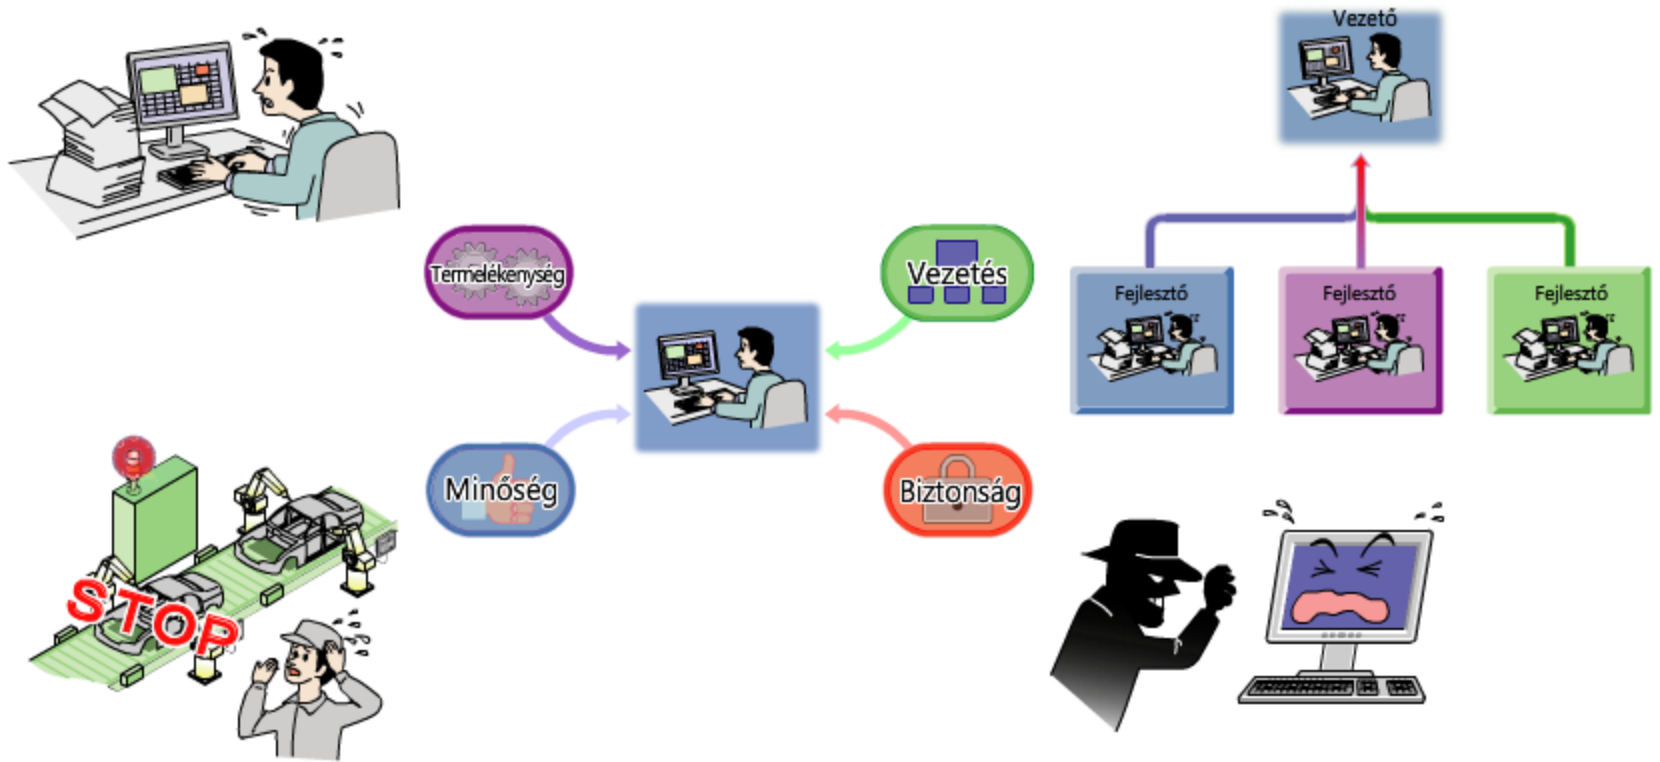 Vezető
Termelékenység
Vezetés
Fejlesztő
Fejlesztő
Fejlesztő
Minőség
Biztonság
STOP